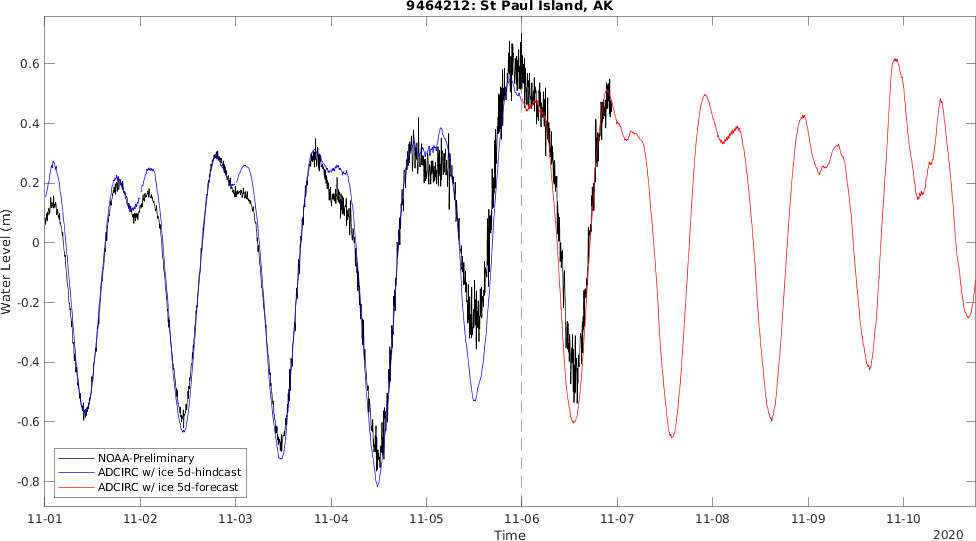 9464212: St Paul Island, AK
Water Level (m)
0.6
0.4
0.2
0
-0.2
-0.4
-0.6
-0.8
NOAA-Preliminary
ADCIRC w/ ice 5d-hindcast
ADCIRC w/ ice 5d-forecast
11-01 11-02 11-03 11-04 11-05 11-06 11-07 11-08 11-09 11-10
Time
2020